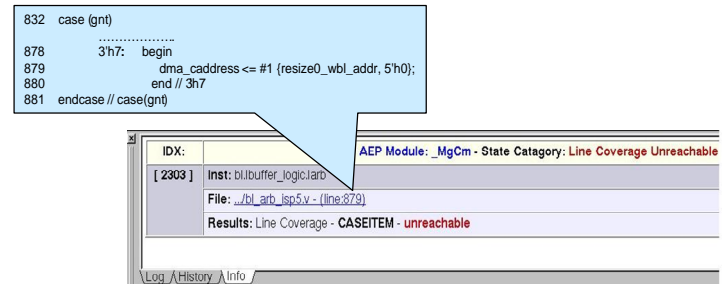 832 case (gnt)
...................
878 3'h7: begin
879 dma_caddress <= #1 {resize0_wbl_addr, 5'h0};
880 end // 3h7
881 endcase // case(gnt)
IDX: AEP Module: _MgCm - State Catagory: Line Coverage Unreachable
[ 2303 ] Inst: bl.lbuffer_logic.larb
File: .../bl_arb_isp5.v - (line:879)
Results: Line Coverage - CASEITEM - unreachable
Log History Info